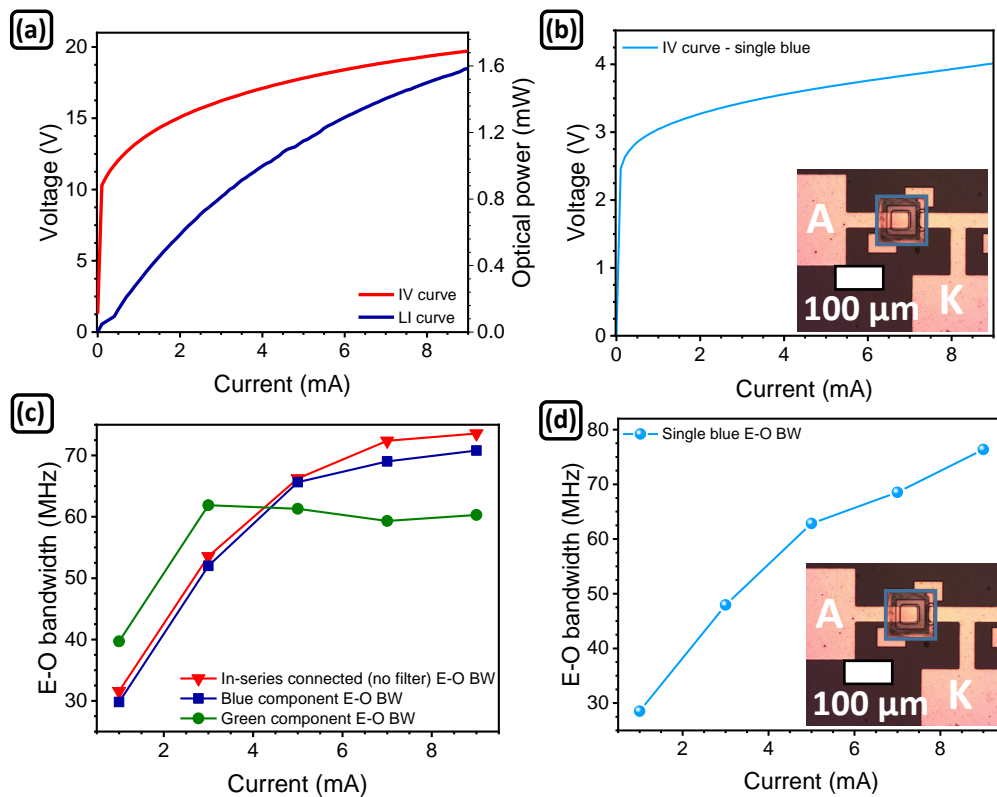 (a)
20
15
10
5
0
Voltage (V)
1.6
1.2
0.8
0.4
0.0
Optical power (mW)
IV curve
LI curve
0 2 4 6 8
Current (mA)
(b)
4
3
2
1
0
Voltage (V)
IV curve - single blue
A
K
100 μm
0 2 4 6 8
Current (mA)
(c)
70
60
50
40
30
E-O bandwidth (MHz)
In-series connected (no filter) E-O BW
Blue component E-O BW
Green component E-O BW
2 4 6 8
Current (mA)
(d)
80
70
60
50
40
30
E-O bandwidth (MHz)
Single blue E-O BW
A
K
100 μm
2 4 6 8
Current (mA)